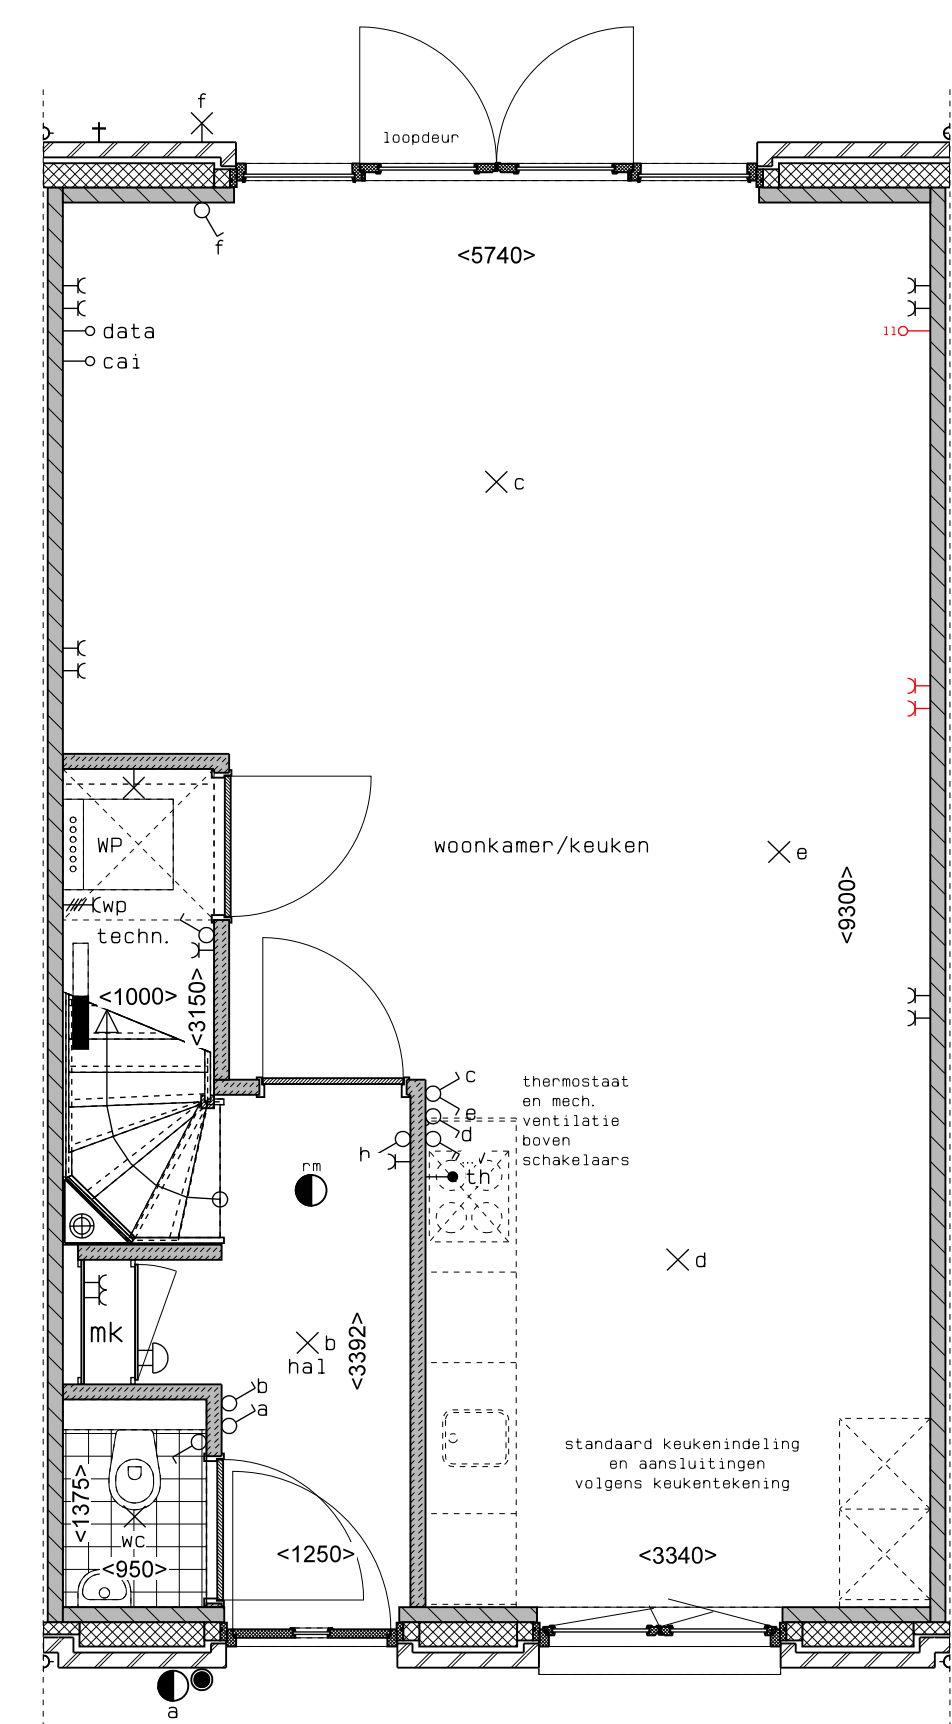 f
loopdeur
f
<5740>
data
cai
11
c
WP
woonkamer/keuken
e
wp
<9300>
techn.
<1000>
<3150>
c
thermostaat
e
en mech.
ventilatie
d
boven
h
schakelaars
rm
th
d
mk
b
hal
<3392>
b
a
standaard keukenindeling
en aansluitingen
volgens keukentekening
<1375>
wc
<950>
<1250>
<3340>
a